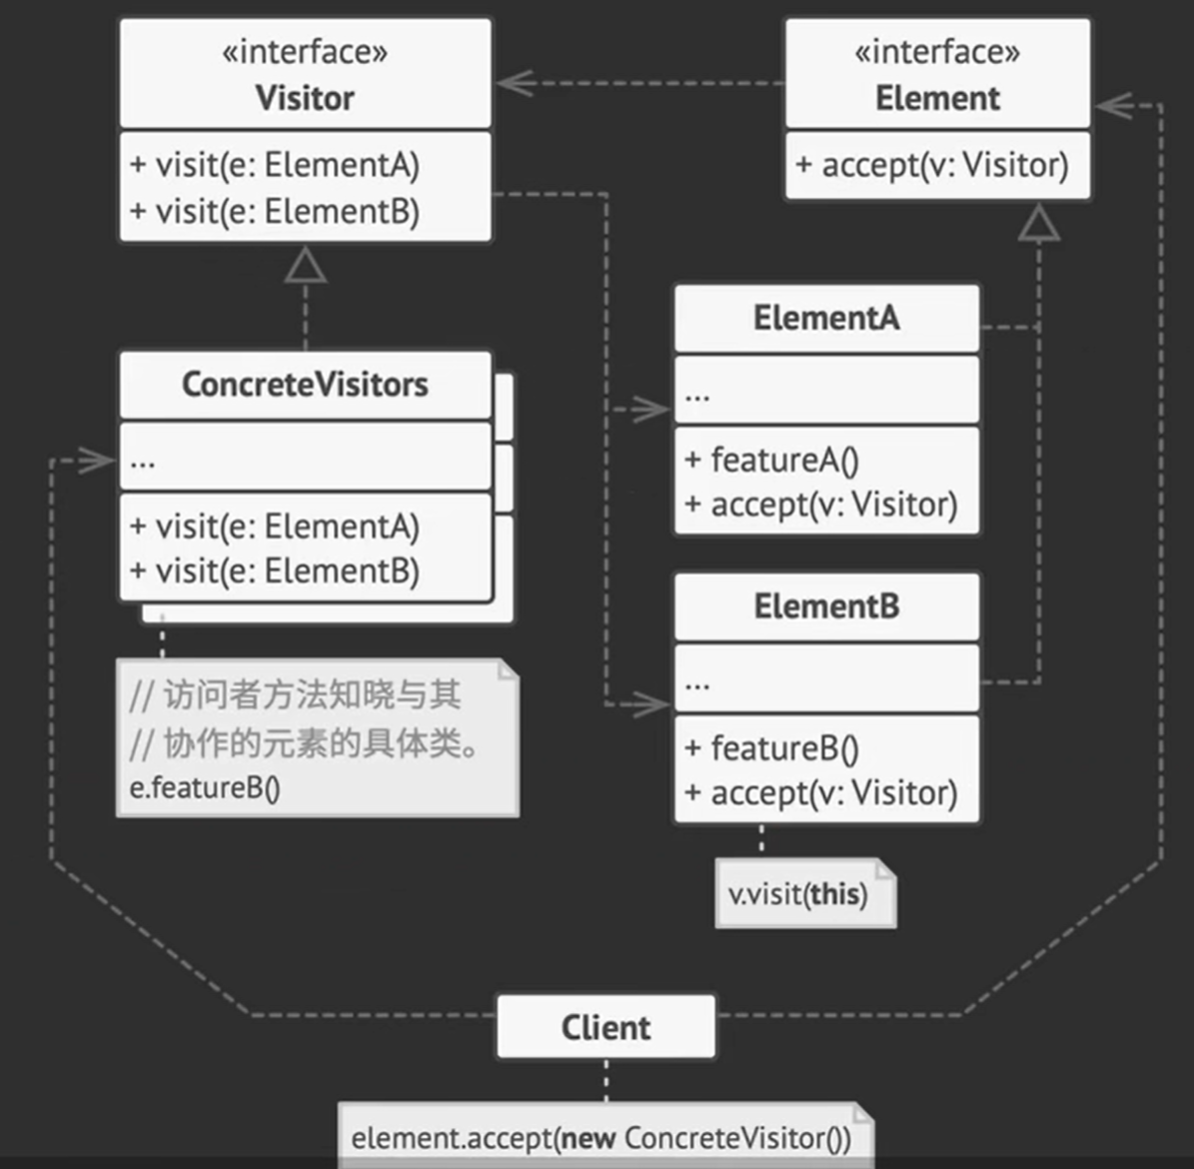 «interface»
Visitor
+ visit(e: ElementA)
+ visit(e: ElementB)
«interface»
Element
+ accept(v: Visitor)
ConcreteVisitors
...
+ visit(e: ElementA)
+ visit(e: ElementB)
// 访问者方法知晓与其
// 协作的元素的具体类。
e.featureB()
ElementA
...
+ featureA()
+ accept(v: Visitor)
ElementB
...
+ featureB()
+ accept(v: Visitor)
v.visit(this)
Client
element.accept(new ConcreteVisitor())